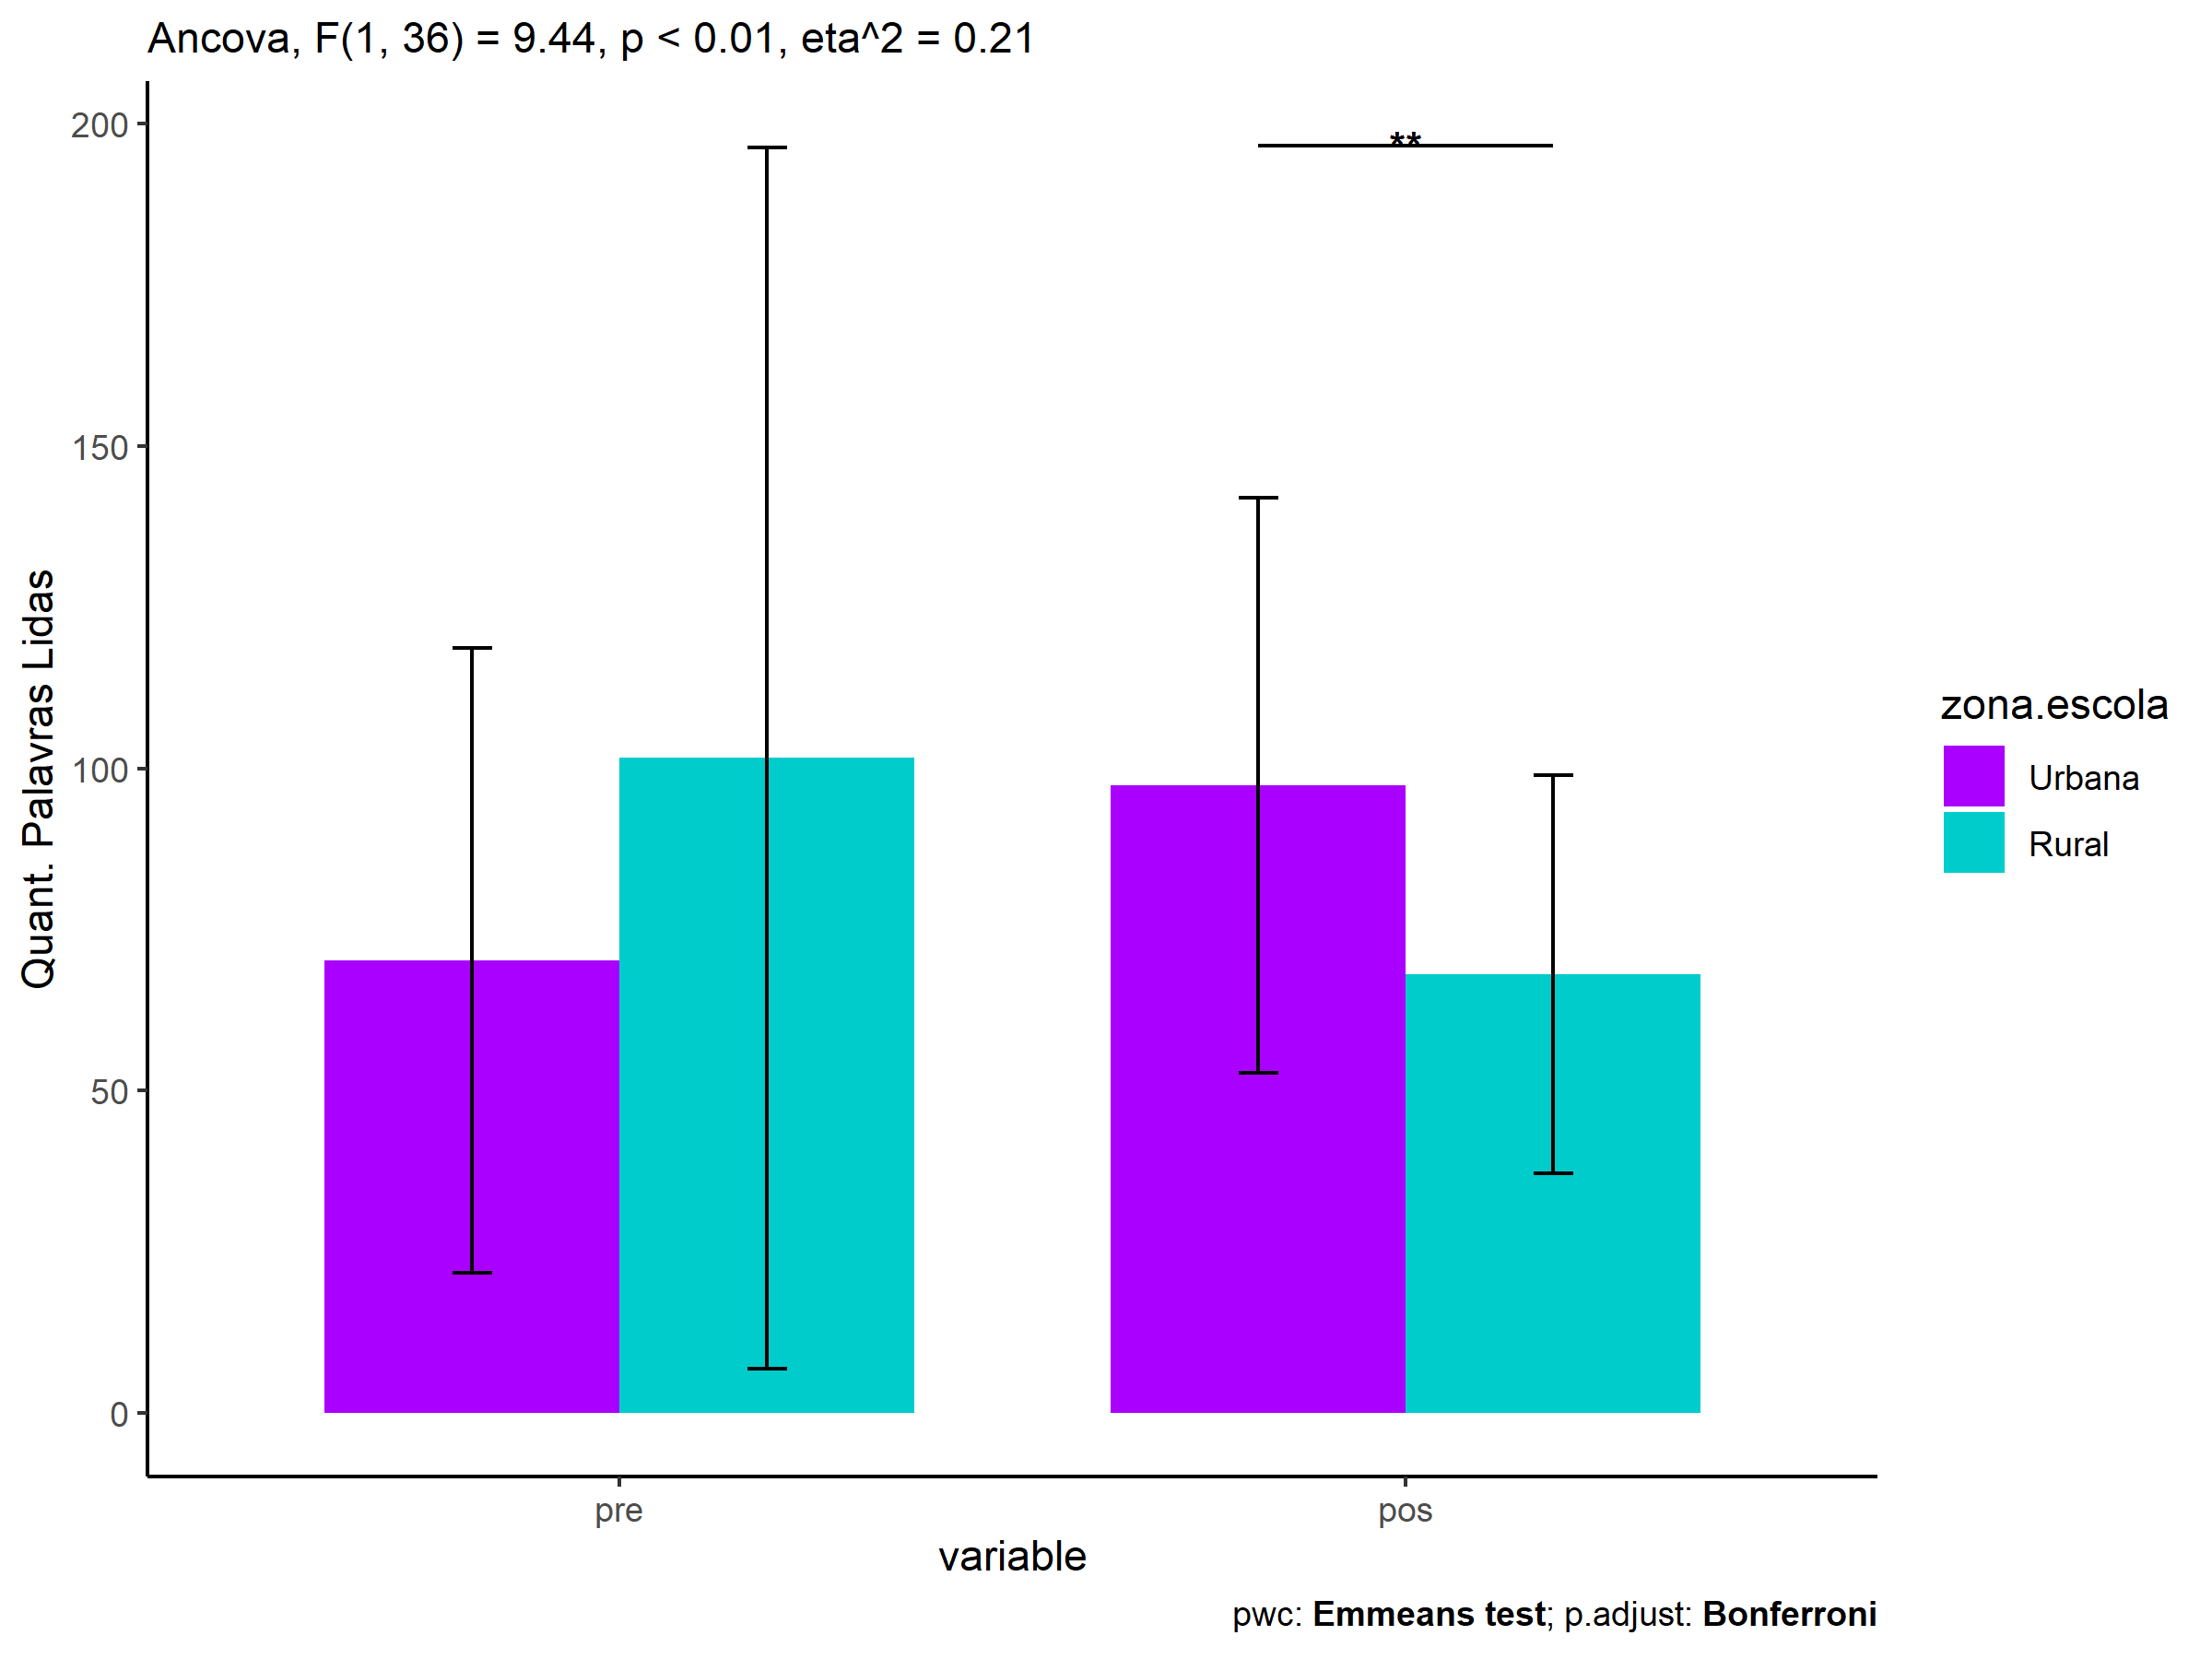 Ancova, F(1, 36) = 9.44, p < 0.01, eta^2 = 0.21
200
150
100
50
0
Quant. Palavras Lidas
**
pre
pos
variable
zona.escola
Urbana
Rural
pwc: Emmeans test; p.adjust: Bonferroni